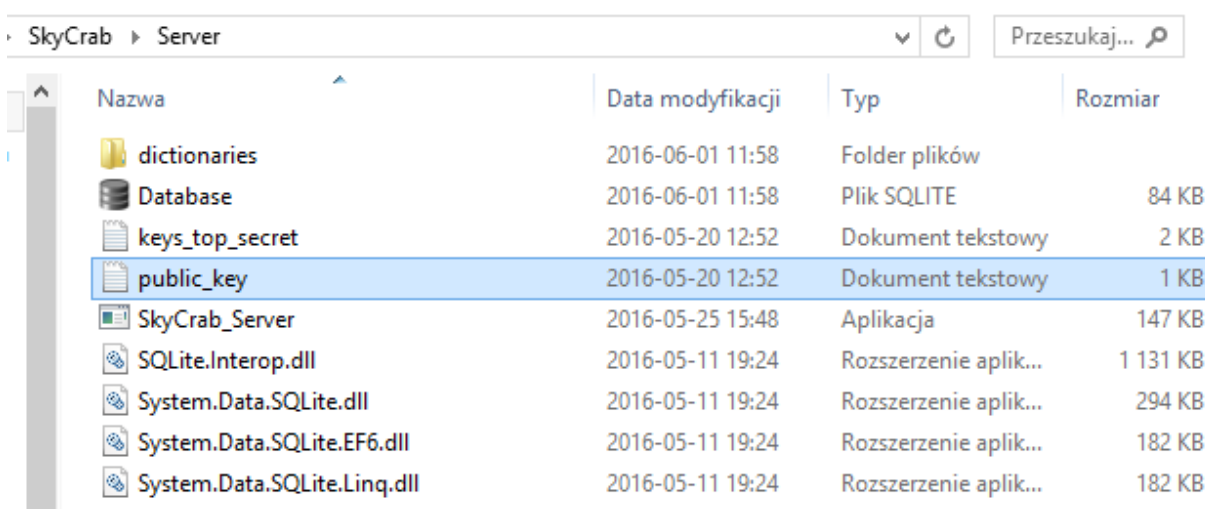 SkyCrab Server Przeszukaj...
Nazwa Data modyfikacji Typ Rozmiar
dictionaries 2016-06-01 11:58 Folder plików
Database 2016-06-01 11:58 Plik SQLITE 84 KB
keys_top_secret 2016-05-20 12:52 Dokument tekstowy 2 KB
public_key 2016-05-20 12:52 Dokument tekstowy 1 KB
SkyCrab_Server 2016-05-25 15:48 Aplikacja 147 KB
SQLite.Interop.dll 2016-05-11 19:24 Rozszerzenie aplik... 1 131 KB
System.Data.SQLite.dll 2016-05-11 19:24 Rozszerzenie aplik... 294 KB
System.Data.SQLite.EF6.dll 2016-05-11 19:24 Rozszerzenie aplik... 182 KB
System.Data.SQLite.Linq.dll 2016-05-11 19:24 Rozszerzenie aplik... 182 KB